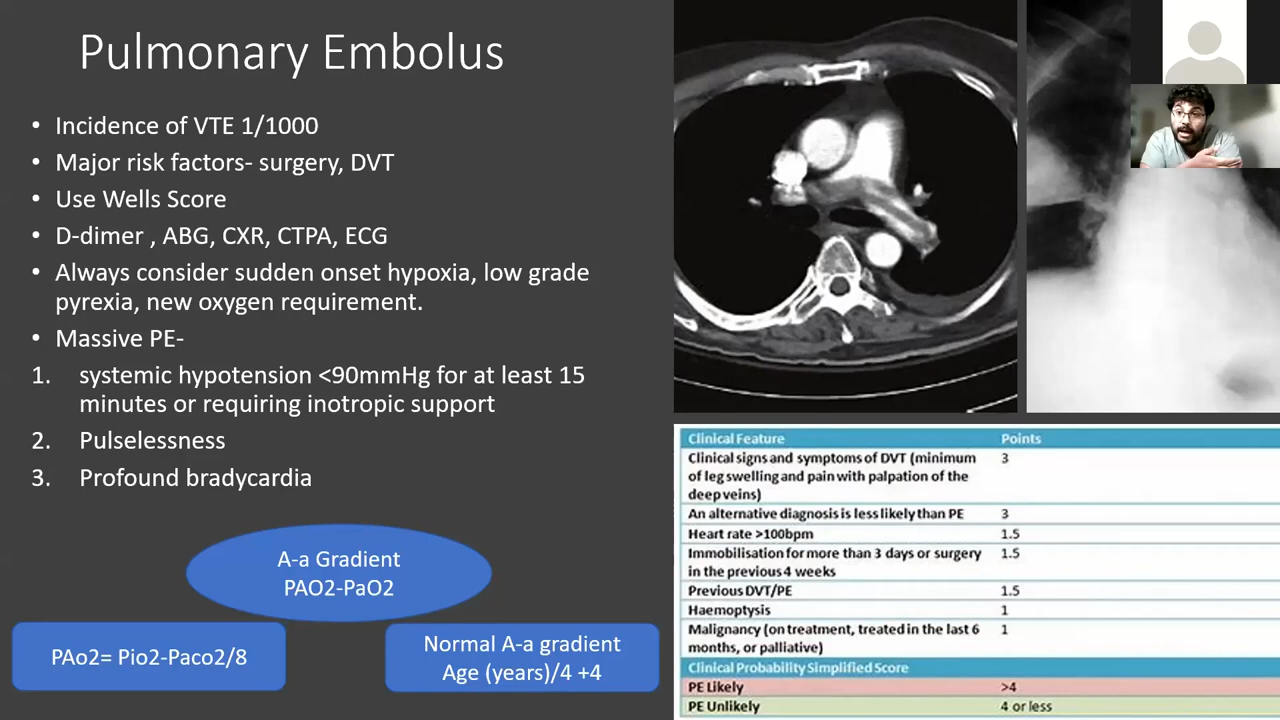 Pulmonary Embolus
• Incidence of VTE 1/1000
• Major risk factors- surgery, DVT
• Use Wells Score
• D-dimer , ABG, CXR, CTPA, ECG
• Always consider sudden onset hypoxia, low grade
pyrexia, new oxygen requirement.
• Massive PE-
1. systemic hypotension <90mmHg for at least 15
minutes or requiring inotropic support
2. Pulselessness
3. Profound bradycardia
A-a Gradient
PAO2-PaO2
PAo2= Pio2-Paco2/8
Normal A-a gradient
Age (years)/4 +4
Clinical Feature Points
Clinical signs and symptoms of DVT (minimum 3
of leg swelling and pain with palpation of the
deep veins)
An alternative diagnosis is less likely than PE 3
Heart rate >100bpm 1.5
Immobilisation for more than 3 days or surgery 1.5
in the previous 4 weeks
Previous DVT/PE 1.5
Haemoptysis 1
Malignancy (on treatment, treated in the last 6 1
months, or palliative)
Clinical Probability Simplified Score
PE Likely >4
PE Unlikely 4 or less